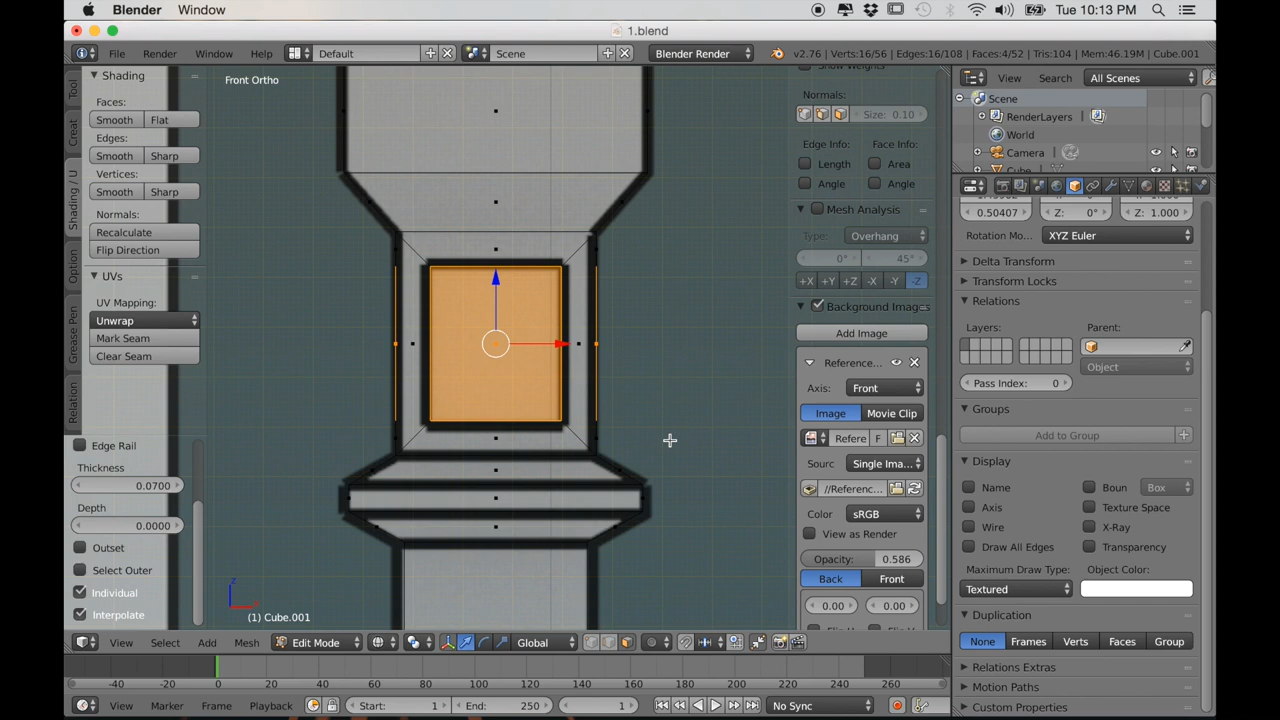 Blender Window Tue 10:13 PM
1.blend
File Render Window Help Default Scene Blender Render v2.76 | Verts:16/56 | Edges:16/108 | Faces:4/52 | Tris:104 | Mem:46.19M | Cube.001
View Search All Scenes
Scene
RenderLayers
World
Camera
Cube
Front Ortho
Tool
Creat
Shading / U
Option
Grease Pen
Relation
Shading
Faces:
Smooth Flat
Edges:
Smooth Sharp
Vertices:
Smooth Sharp
Normals:
Recalculate
Flip Direction
UVs
UV Mapping:
Unwrap
Mark Seam
Clear Seam
Edge Rail
Thickness
0.0700
Depth
0.0000
Outset
Select Outer
Individual
Interpolate
z
(1) Cube.001
Show Weights
Normals:
Size: 0.10
Edge Info: Face Info:
Length Area
Angle Angle
Mesh Analysis
Type: Overhang
0° 45°
+X +Y +Z -X -Y -Z
Background Images
Add Image
Reference...
Axis: Front
Image Movie Clip
Refere F
Sourc Single Ima...
//Referenc...
Color sRGB
View as Render
Opacity: 0.586
Back Front
0.00 0.00
0.50407 Z: 0° Z: 1.000
Rotation Mo... XYZ Euler
Delta Transform
Transform Locks
Relations
Layers: Parent:
Object
Pass Index: 0
Groups
Add to Group
Display
Name Boun Box
Axis Texture Space
Wire X-Ray
Draw All Edges Transparency
Maximum Draw Type: Object Color:
Textured
Duplication
None Frames Verts Faces Group
Relations Extras
Motion Paths
Custom Properties
View Select Add Mesh Edit Mode Global
-40 -20 0 20 40 60 80 100 120 140 160 180 200 220 240 260
View Marker Frame Playback Start: 1 End: 250 1 No Sync